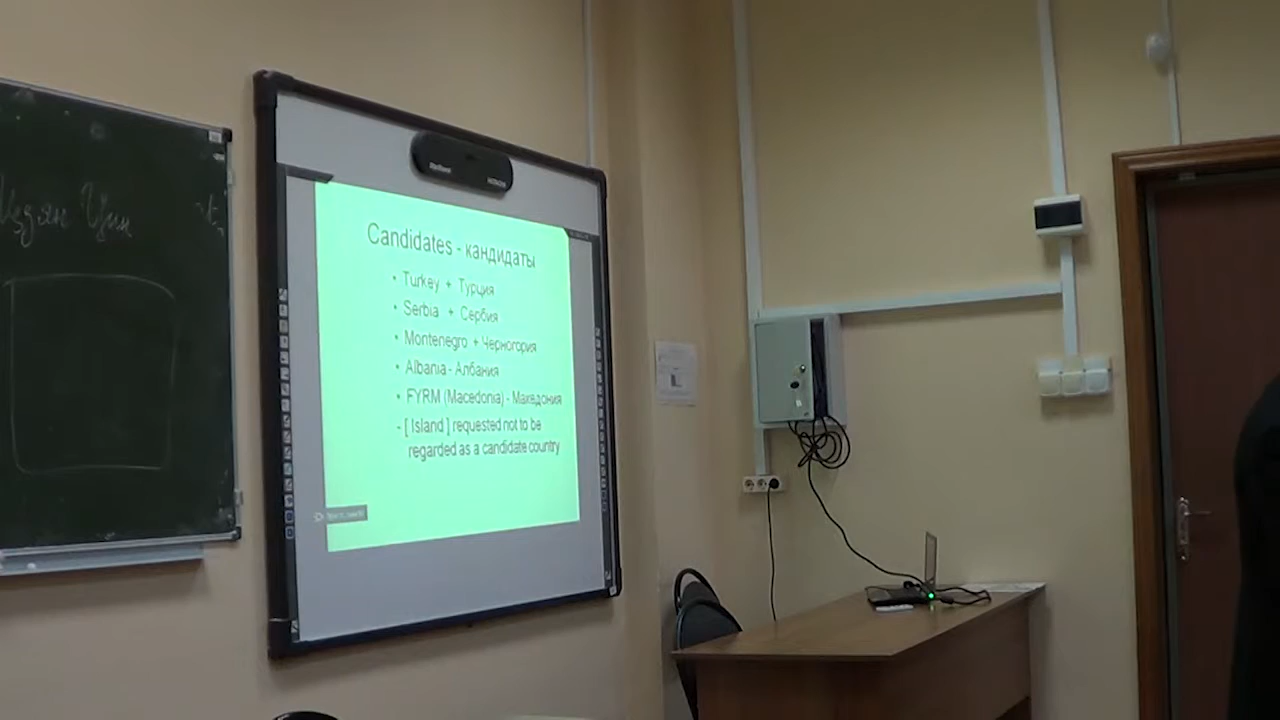 Candidates - кандидаты
• Turkey + Турция
• Serbia + Сербия
• Montenegro + Черногория
• Albania - Албания
• FYRM (Macedonia) - Македония
- [ Island ] requested not to be
regarded as a candidate country